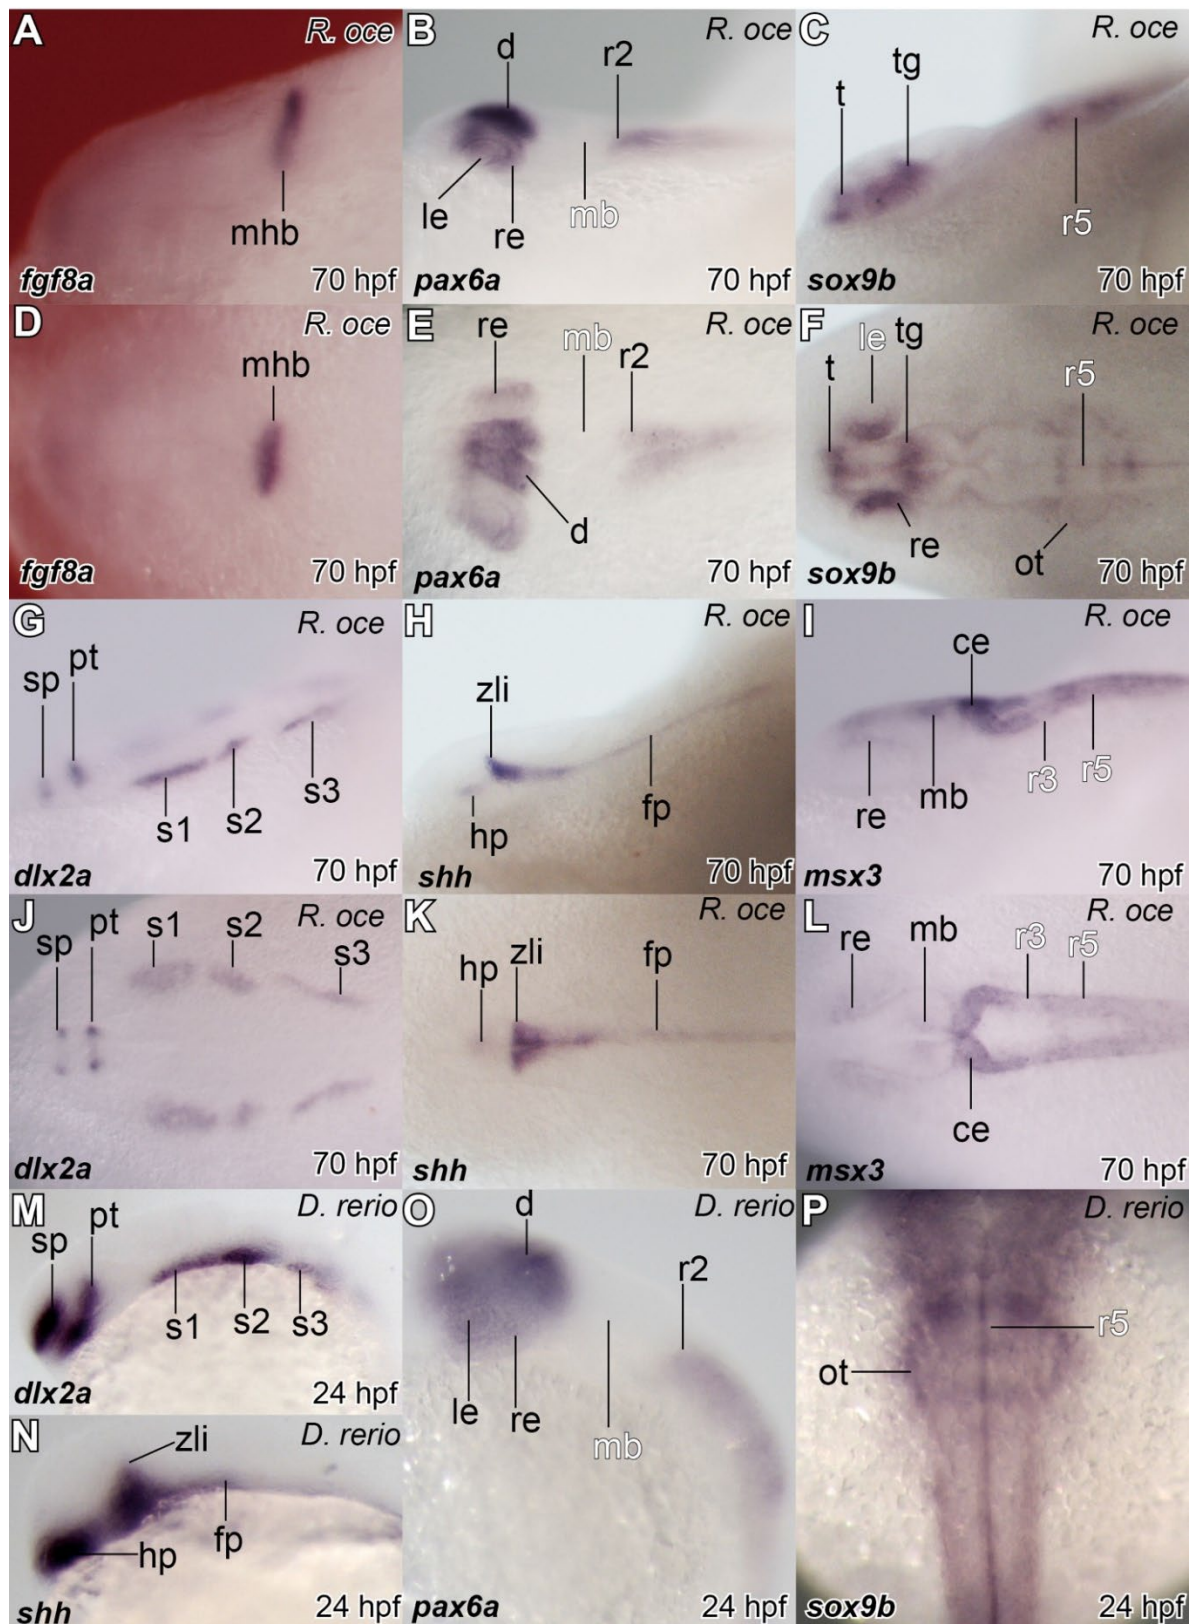 A
R. oce
mhb
fgf8a
70 hpf
B
R. oce
d
r2
le
re
mb
pax6a
70 hpf
C
R. oce
tg
t
r5
sox9b
70 hpf
D
R. oce
mhb
fgf8a
70 hpf
E
R. oce
re
mb
r2
d
pax6a
70 hpf
F
R. oce
le
tg
t
r5
re
ot
sox9b
70 hpf
G
R. oce
pt
sp
s3
s2
s1
dlx2a
70 hpf
H
R. oce
zli
hp
fp
shh
70 hpf
I
R. oce
ce
re
mb
r3
r5
msx3
70 hpf
J
R. oce
sp
pt
s1
s2
s3
dlx2a
70 hpf
K
R. oce
hp
zli
fp
shh
70 hpf
L
R. oce
re
mb
r3
r5
ce
msx3
70 hpf
M
D. rerio
pt
sp
s1
s2
s3
dlx2a
24 hpf
N
D. rerio
zli
hp
fp
shh
24 hpf
O
D. rerio
d
r2
le
re
mb
pax6a
24 hpf
P
D. rerio
r5
ot
sox9b
24 hpf